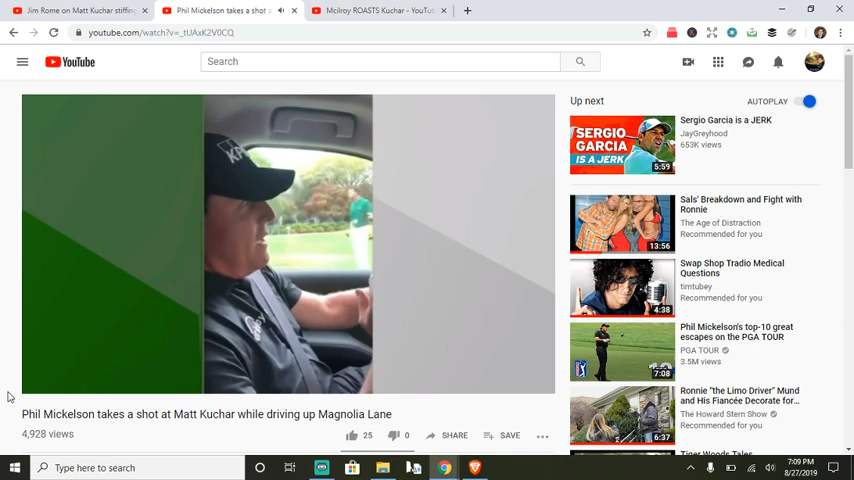 Jim Rome on Matt Kuchar stiffing
Phil Mickelson takes a shot a
Mcilroy ROASTS Kuchar - YouTub
youtube.com/watch?v=_tUAxK2V0CQ
YouTube
Search
Up next
AUTOPLAY
SERGIO
GARCIA
IS A JERK
5:59
Sergio Garcia is a JERK
JayGreyhood
653K views
13:56
Sals' Breakdown and Fight with
Ronnie
The Age of Distraction
Recommended for you
4:38
Swap Shop Tradio Medical
Questions
timtubey
Recommended for you
PGA TOUR
7:08
Phil Mickelson's top-10 great
escapes on the PGA TOUR
PGA TOUR
3.5M views
6:37
Ronnie "the Limo Driver" Mund
and His Fiancée Decorate for...
The Howard Stern Show
Recommended for you
Tiger Woods Tales
KPMG
Phil Mickelson takes a shot at Matt Kuchar while driving up Magnolia Lane
4,928 views
25
0
SHARE
SAVE
Type here to search
7:09 PM
8/27/2019